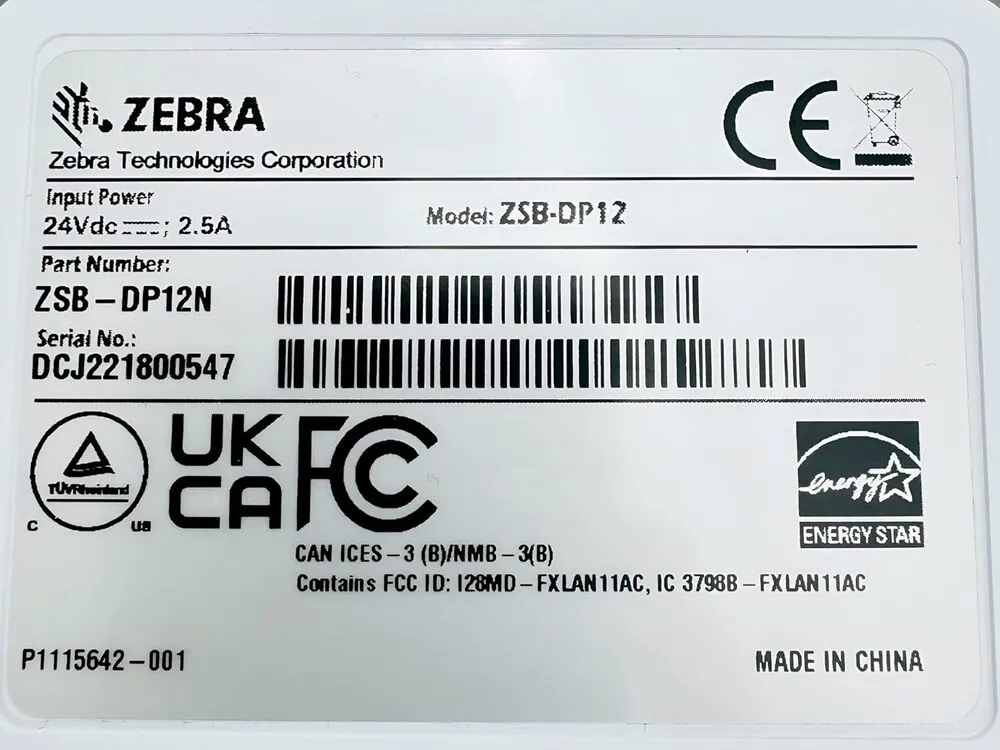 ZEBRA
Zebra Technologies Corporation
CE
Input Power
24Vdc ⎓; 2.5A
Model: ZSB-DP12
Part Number:
ZSB-DP12N
Serial No.:
DCJ221800547
TÜVRheinland
C US
UK
CA
FC
energy
ENERGY STAR
CAN ICES-3 (B)/NMB-3(B)
Contains FCC ID: I28MD-FXLAN11AC, IC 3798B-FXLAN11AC
P1115642-001
MADE IN CHINA